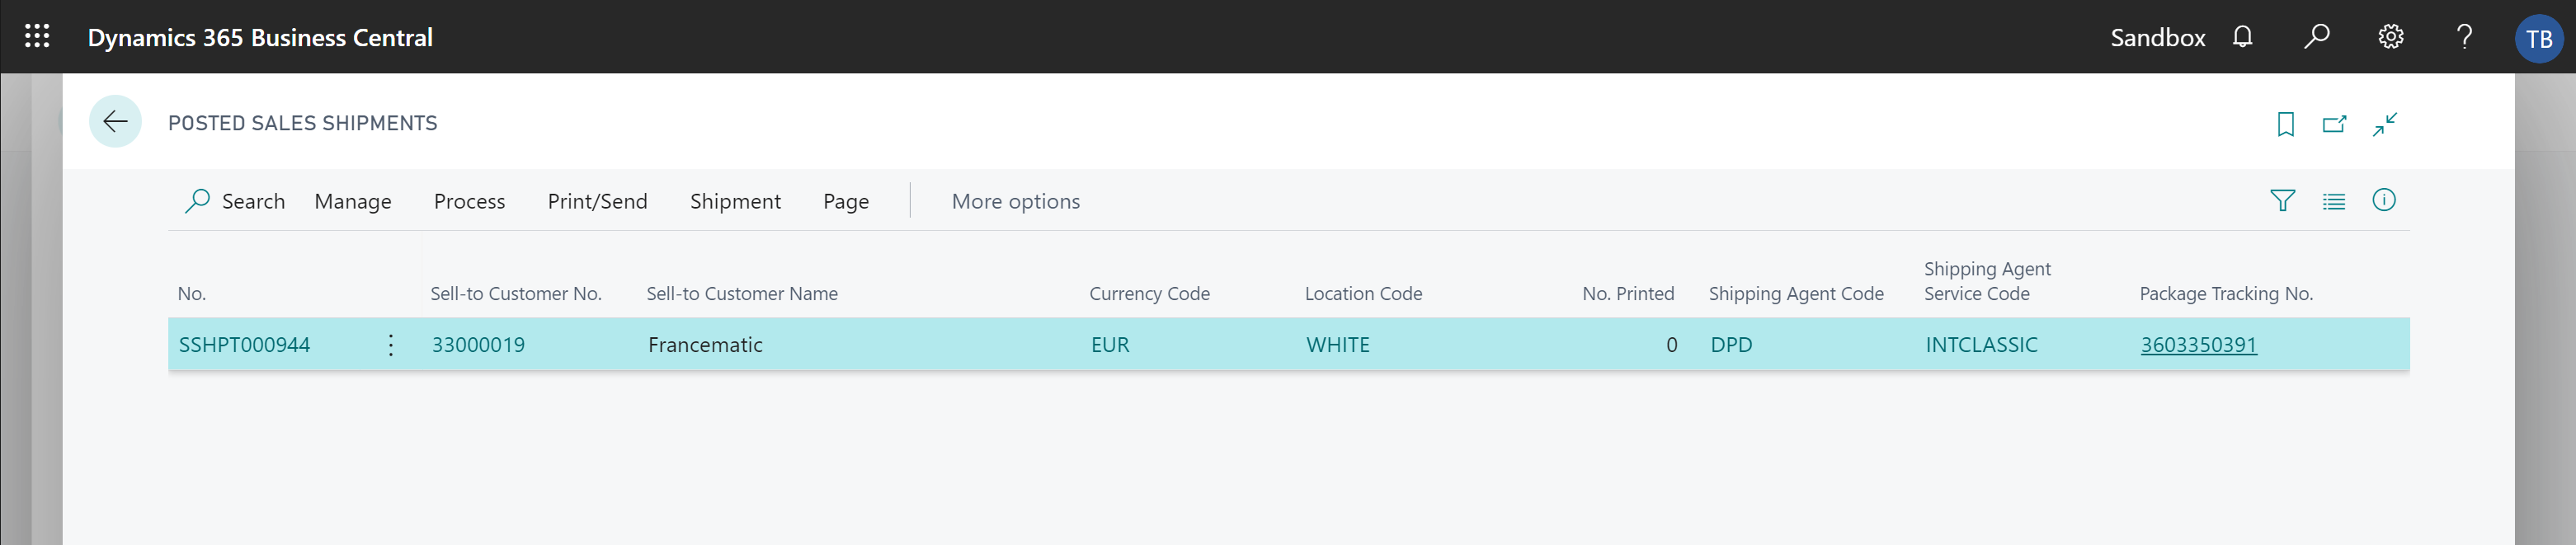 Dynamics 365 Business Central
Sandbox
?
TB
POSTED SALES SHIPMENTS
Search Manage Process Print/Send Shipment Page More options
No. Sell-to Customer No. Sell-to Customer Name Currency Code Location Code No. Printed Shipping Agent Code Shipping Agent
Service Code Package Tracking No.
SSHPT000944 33000019 Francematic EUR WHITE 0 DPD INTCLASSIC 3603350391